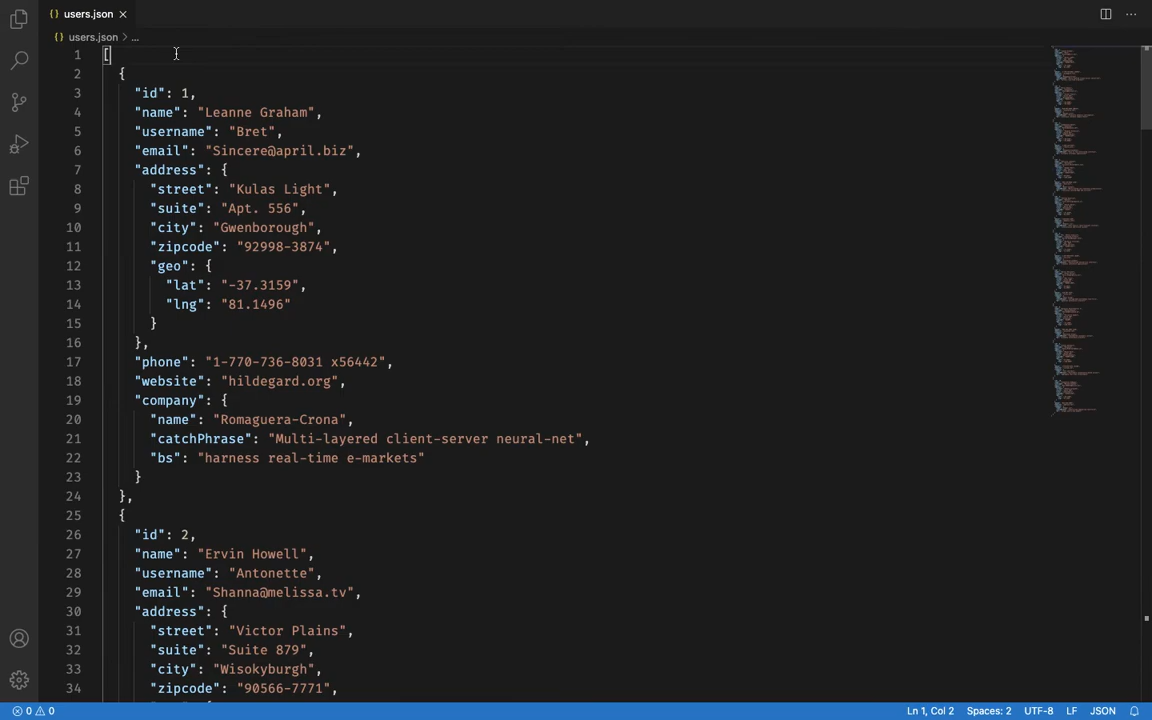 users.json
users.json > ...
1 [
2 {
3 "id": 1,
4 "name": "Leanne Graham",
5 "username": "Bret",
6 "email": "Sincere@april.biz",
7 "address": {
8 "street": "Kulas Light",
9 "suite": "Apt. 556",
10 "city": "Gwenborough",
11 "zipcode": "92998-3874",
12 "geo": {
13 "lat": "-37.3159",
14 "lng": "81.1496"
15 }
16 },
17 "phone": "1-770-736-8031 x56442",
18 "website": "hildegard.org",
19 "company": {
20 "name": "Romaguera-Crona",
21 "catchPhrase": "Multi-layered client-server neural-net",
22 "bs": "harness real-time e-markets"
23 }
24 },
25 {
26 "id": 2,
27 "name": "Ervin Howell",
28 "username": "Antonette",
29 "email": "Shanna@melissa.tv",
30 "address": {
31 "street": "Victor Plains",
32 "suite": "Suite 879",
33 "city": "Wisokyburgh",
34 "zipcode": "90566-7771",
0 0 Ln 1, Col 2 Spaces: 2 UTF-8 LF JSON